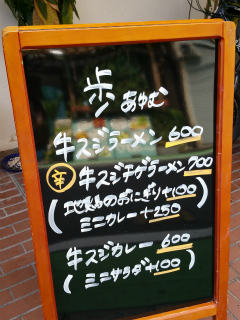 歩 あゆむ
牛スジラーメン 600
辛 牛スジチゲラーメン 700
(地鶏のおにぎり+100
ミニカレー+250)
牛スジカレー 600
(ミニサラダ+100)